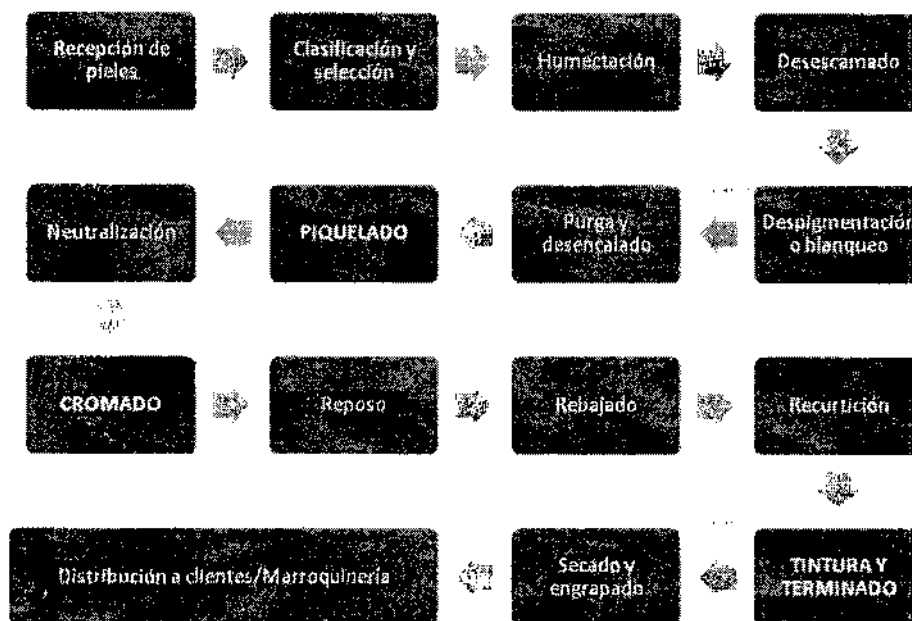 Recepción de
pieles
Clasificación y
selección
Humectación
Desescamado
Neutralización
PIQUELADO
Purga y
desencalado
Despigmentación
o blanqueo
CROMADO
Reposo
Rebajado
Recurtición
Distribución a clientes/Marroquinería
Secado y
engrapado
TINTURA Y
TERMINADO